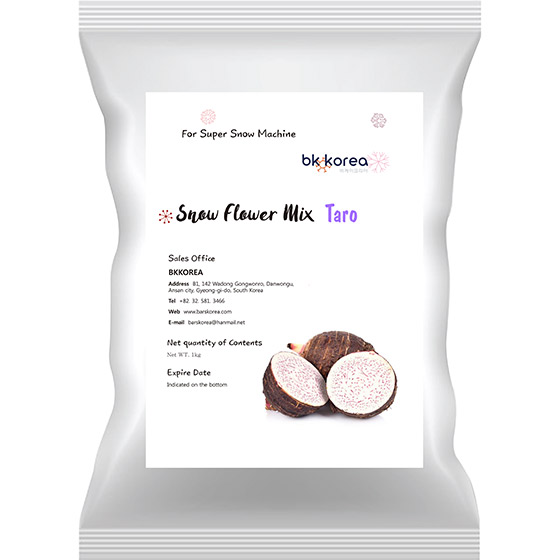 For Super Snow Machine
bk korea
Snow Flower Mix Taro
Sales Office
BKKOREA
Address B1, 142 Wadong Gongwonro, Danwongu,
Ansan city, Gyeong-gi-do, South Korea
Tel +82. 32. 581. 3466
Web www.barskorea.com
E-mail barskorea@hanmail.net
Net quantity of Contents
Net WT. 1kg
Expire Date
Indicated on the bottom